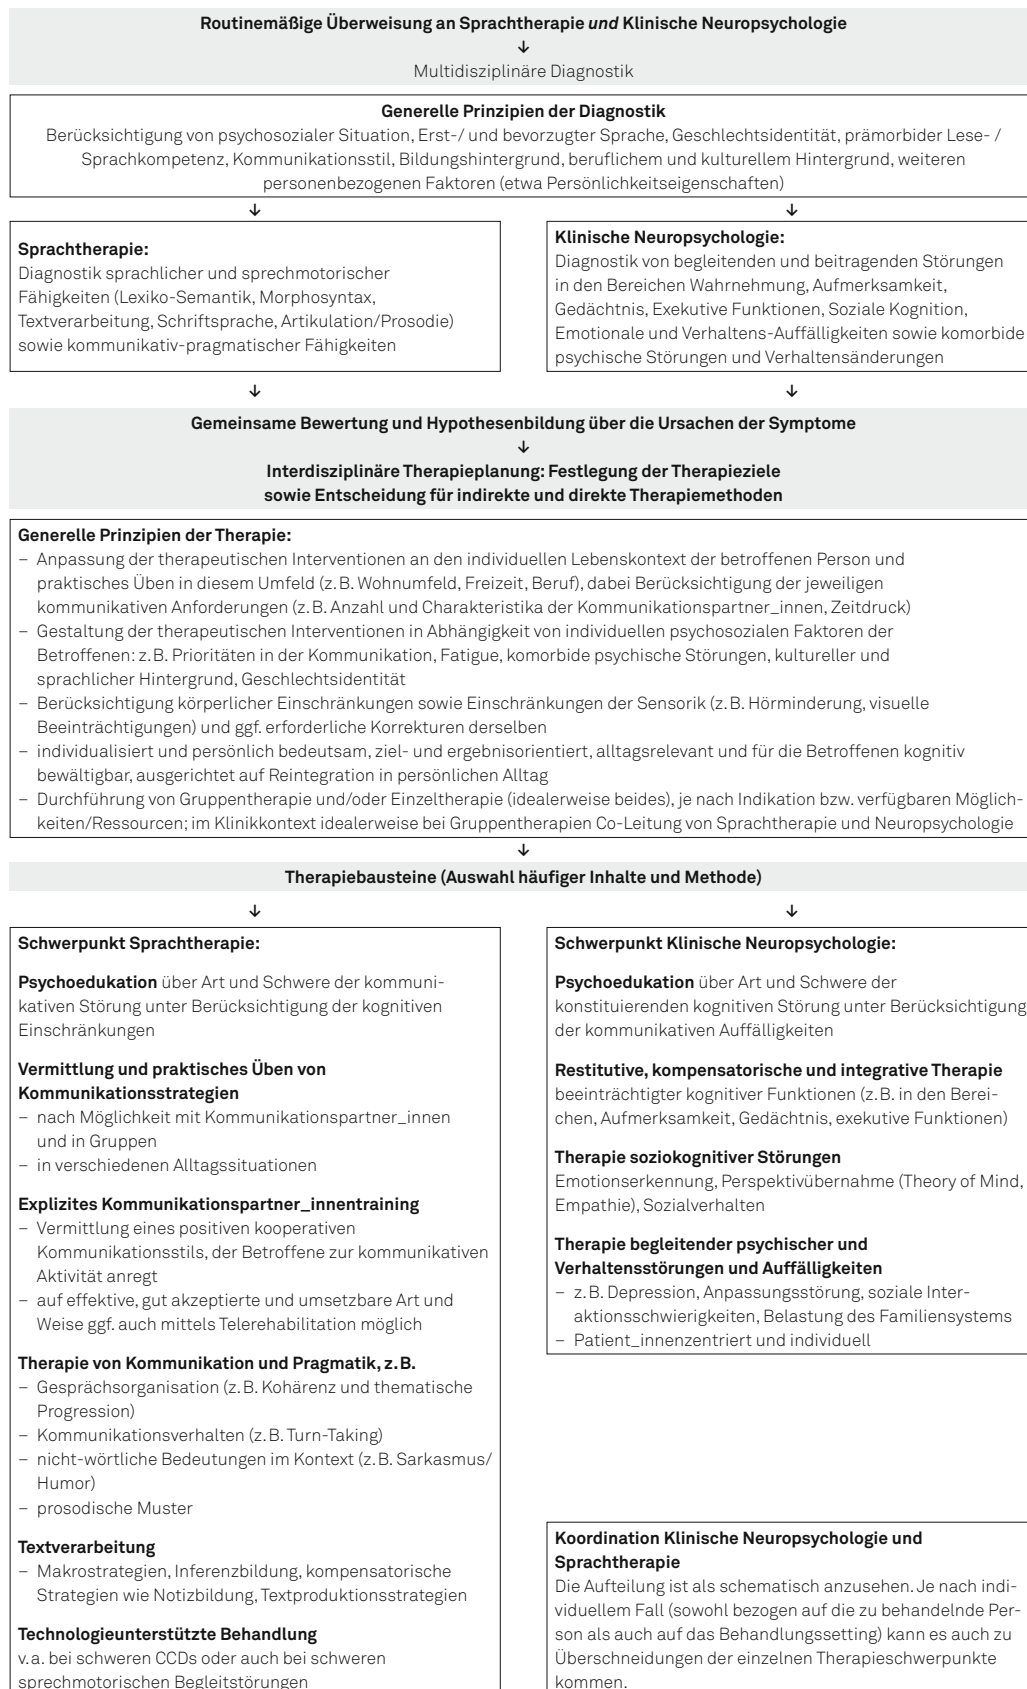 Routinemäßige Überweisung an Sprachtherapie und Klinische Neuropsychologie
↓
Multidisziplinäre Diagnostik
Generelle Prinzipien der Diagnostik
Berücksichtigung von psychosozialer Situation, Erst-/ und bevorzugter Sprache, Geschlechtsidentität, prämorbider Lese- /
Sprachkompetenz, Kommunikationsstil, Bildungshintergrund, beruflichem und kulturellem Hintergrund, weiteren
personenbezogenen Faktoren (etwa Persönlichkeitseigenschaften)
↓ ↓
Sprachtherapie:
Diagnostik sprachlicher und sprechmotorischer
Fähigkeiten (Lexiko-Semantik, Morphosyntax,
Textverarbeitung, Schriftsprache, Artikulation/Prosodie)
sowie kommunikativ-pragmatischer Fähigkeiten
Klinische Neuropsychologie:
Diagnostik von begleitenden und beitragenden Störungen
in den Bereichen Wahrnehmung, Aufmerksamkeit,
Gedächtnis, Exekutive Funktionen, Soziale Kognition,
Emotionale und Verhaltens-Auffälligkeiten sowie komorbide
psychische Störungen und Verhaltensänderungen
↓ ↓
Gemeinsame Bewertung und Hypothesenbildung über die Ursachen der Symptome
↓
Interdisziplinäre Therapieplanung: Festlegung der Therapieziele
sowie Entscheidung für indirekte und direkte Therapiemethoden
Generelle Prinzipien der Therapie:
– Anpassung der therapeutischen Interventionen an den individuellen Lebenskontext der betroffenen Person und
praktisches Üben in diesem Umfeld (z. B. Wohnumfeld, Freizeit, Beruf), dabei Berücksichtigung der jeweiligen
kommunikativen Anforderungen (z. B. Anzahl und Charakteristika der Kommunikationspartner_innen, Zeitdruck)
– Gestaltung der therapeutischen Interventionen in Abhängigkeit von individuellen psychosozialen Faktoren der
Betroffenen: z. B. Prioritäten in der Kommunikation, Fatigue, komorbide psychische Störungen, kultureller und
sprachlicher Hintergrund, Geschlechtsidentität
– Berücksichtigung körperlicher Einschränkungen sowie Einschränkungen der Sensorik (z. B. Hörminderung, visuelle
Beeinträchtigungen) und ggf. erforderliche Korrekturen derselben
– individualisiert und persönlich bedeutsam, ziel- und ergebnisorientiert, alltagsrelevant und für die Betroffenen kognitiv
bewältigbar, ausgerichtet auf Reintegration in persönlichen Alltag
– Durchführung von Gruppentherapie und/oder Einzeltherapie (idealerweise beides), je nach Indikation bzw. verfügbaren Möglich-
keiten/Ressourcen; im Klinikkontext idealerweise bei Gruppentherapien Co-Leitung von Sprachtherapie und Neuropsychologie
↓
Therapiebausteine (Auswahl häufiger Inhalte und Methode)
↓ ↓
Schwerpunkt Sprachtherapie:
Psychoedukation über Art und Schwere der kommuni-
kativen Störung unter Berücksichtigung der kognitiven
Einschränkungen
Vermittlung und praktisches Üben von
Kommunikationsstrategien
– nach Möglichkeit mit Kommunikationspartner_innen
und in Gruppen
– in verschiedenen Alltagssituationen
Explizites Kommunikationspartner_innentraining
– Vermittlung eines positiven kooperativen
Kommunikationsstils, der Betroffene zur kommunikativen
Aktivität anregt
– auf effektive, gut akzeptierte und umsetzbare Art und
Weise ggf. auch mittels Telerehabilitation möglich
Therapie von Kommunikation und Pragmatik, z. B.
– Gesprächsorganisation (z. B. Kohärenz und thematische
Progression)
– Kommunikationsverhalten (z. B. Turn-Taking)
– nicht-wörtliche Bedeutungen im Kontext (z. B. Sarkasmus/
Humor)
– prosodische Muster
Textverarbeitung
– Makrostrategien, Inferenzbildung, kompensatorische
Strategien wie Notizbildung, Textproduktionsstrategien
Technologieunterstützte Behandlung
v. a. bei schweren CCDs oder auch bei schweren
sprechmotorischen Begleitstörungen
Schwerpunkt Klinische Neuropsychologie:
Psychoedukation über Art und Schwere der
konstituierenden kognitiven Störung unter Berücksichtigung
der kommunikativen Auffälligkeiten
Restitutive, kompensatorische und integrative Therapie
beeinträchtigter kognitiver Funktionen (z. B. in den Berei-
chen, Aufmerksamkeit, Gedächtnis, exekutive Funktionen)
Therapie soziokognitiver Störungen
Emotionserkennung, Perspektivübernahme (Theory of Mind,
Empathie), Sozialverhalten
Therapie begleitender psychischer und
Verhaltensstörungen und Auffälligkeiten
– z. B. Depression, Anpassungsstörung, soziale Inter-
aktionsschwierigkeiten, Belastung des Familiensystems
– Patient_innenzentriert und individuell
Koordination Klinische Neuropsychologie und
Sprachtherapie
Die Aufteilung ist als schematisch anzusehen. Je nach indi-
viduellem Fall (sowohl bezogen auf die zu behandelnde Per-
son als auch auf das Behandlungssetting) kann es auch zu
Überschneidungen der einzelnen Therapieschwerpunkte
kommen.